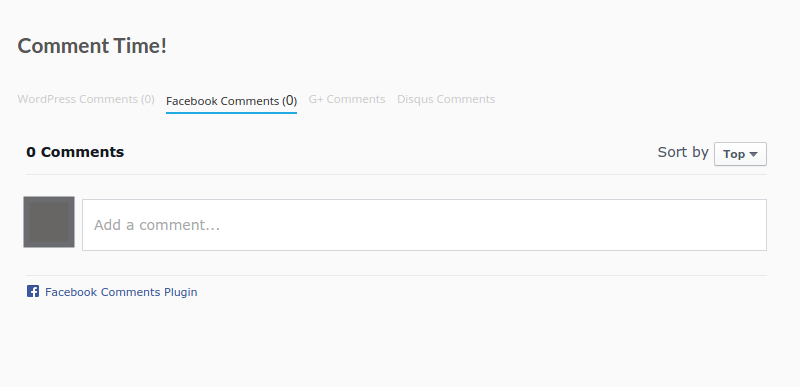 Comment Time!
WordPress Comments (0) Facebook Comments (0) G+ Comments Disqus Comments
0 Comments Sort by Top
Add a comment...
Facebook Comments Plugin